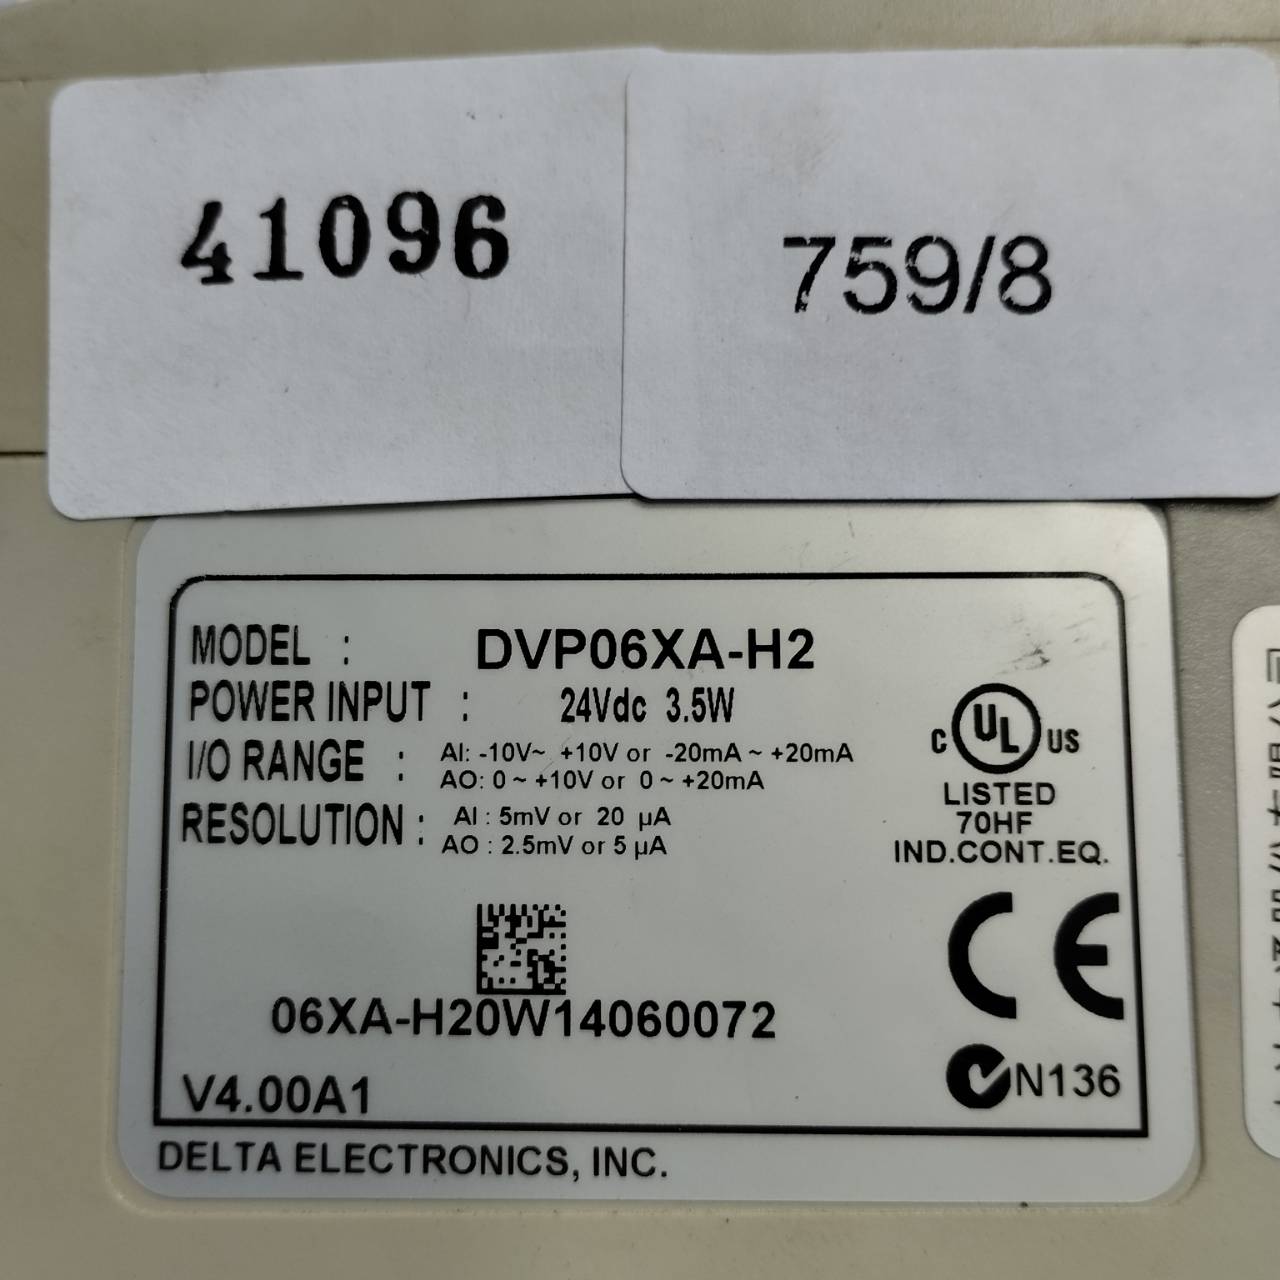 41096
759/8
MODEL : DVP06XA-H2
POWER INPUT : 24Vdc 3.5W
I/O RANGE : AI: -10V~ +10V or -20mA ~ +20mA
AO: 0 ~ +10V or 0 ~ +20mA
RESOLUTION : AI : 5mV or 20 µA
AO : 2.5mV or 5 µA
C UL US
LISTED
70HF
IND.CONT.EQ.
CE
06XA-H20W14060072
N136
V4.00A1
DELTA ELECTRONICS, INC.